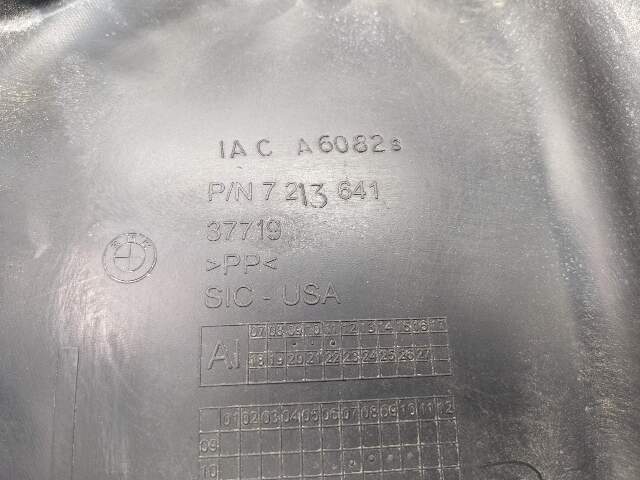 IAC A6082s
P/N 7 213 641
37719
BMW
>PP<
SIC - USA
AI
07 08 09 10 11 12 13 14 15 16 17
18 19 20 21 22 23 24 25 26 27
01 02 03 04 05 06 07 08 09 10 11 12
09
10